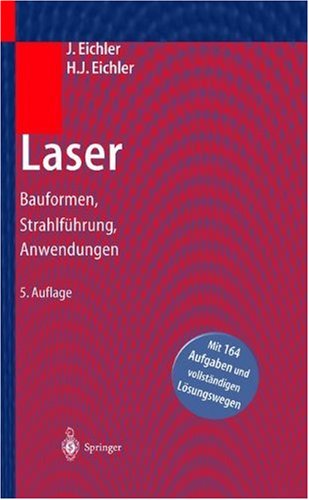 J. Eichler
H.J. Eichler
Laser
Bauformen,
Strahlführung,
Anwendungen
5. Auflage
Mit 164
Aufgaben und
vollständigen
Lösungswegen
Springer